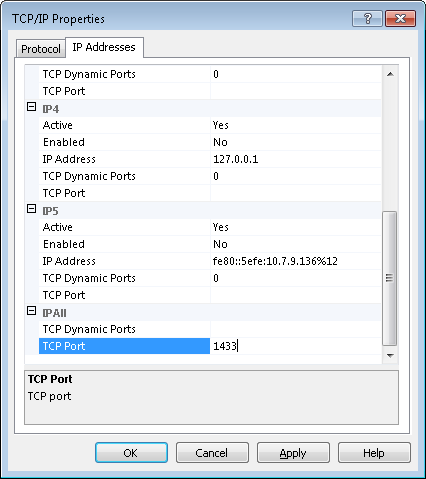 TCP/IP Properties
Protocol IP Addresses
TCP Dynamic Ports 0
TCP Port
IP4
Active Yes
Enabled No
IP Address 127.0.0.1
TCP Dynamic Ports 0
TCP Port
IP5
Active Yes
Enabled No
IP Address fe80::5efe:10.7.9.136%12
TCP Dynamic Ports 0
TCP Port
IPAll
TCP Dynamic Ports
TCP Port 1433
TCP Port
TCP port
OK Cancel Apply Help